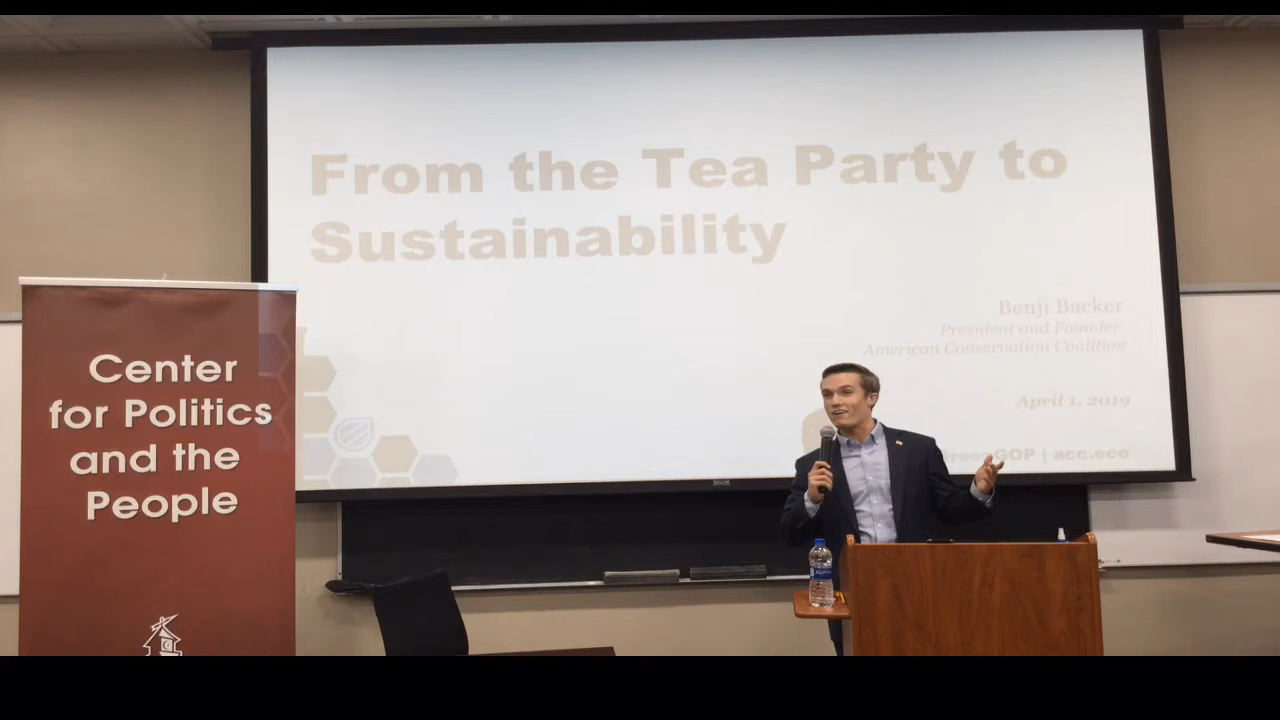 From the Tea Party to
Sustainability
Benji Backer
President and Founder,
American Conservation Coalition
April 1, 2019
GOP | acc.eco
Center
for Politics
and the
People